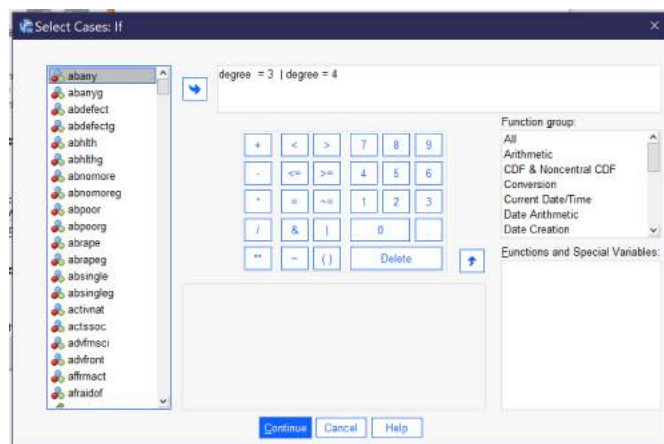 Select Cases: If
×
degree = 3 | degree = 4
abany
abanyg
abdefect
abdefectg
abhlth
abhlthg
abnomore
abnomoreg
abpoor
abpoorg
abrape
abrapeg
absingle
absingleg
activnat
actssoc
advfmsci
advfront
affrmact
afraidof
+ < > 7 8 9
- <= >= 4 5 6
* = ~= 1 2 3
/ & | 0 .
** ~ ( ) Delete
Function group:
All
Arithmetic
CDF & Noncentral CDF
Conversion
Current Date/Time
Date Arithmetic
Date Creation
Functions and Special Variables:
Continue Cancel Help